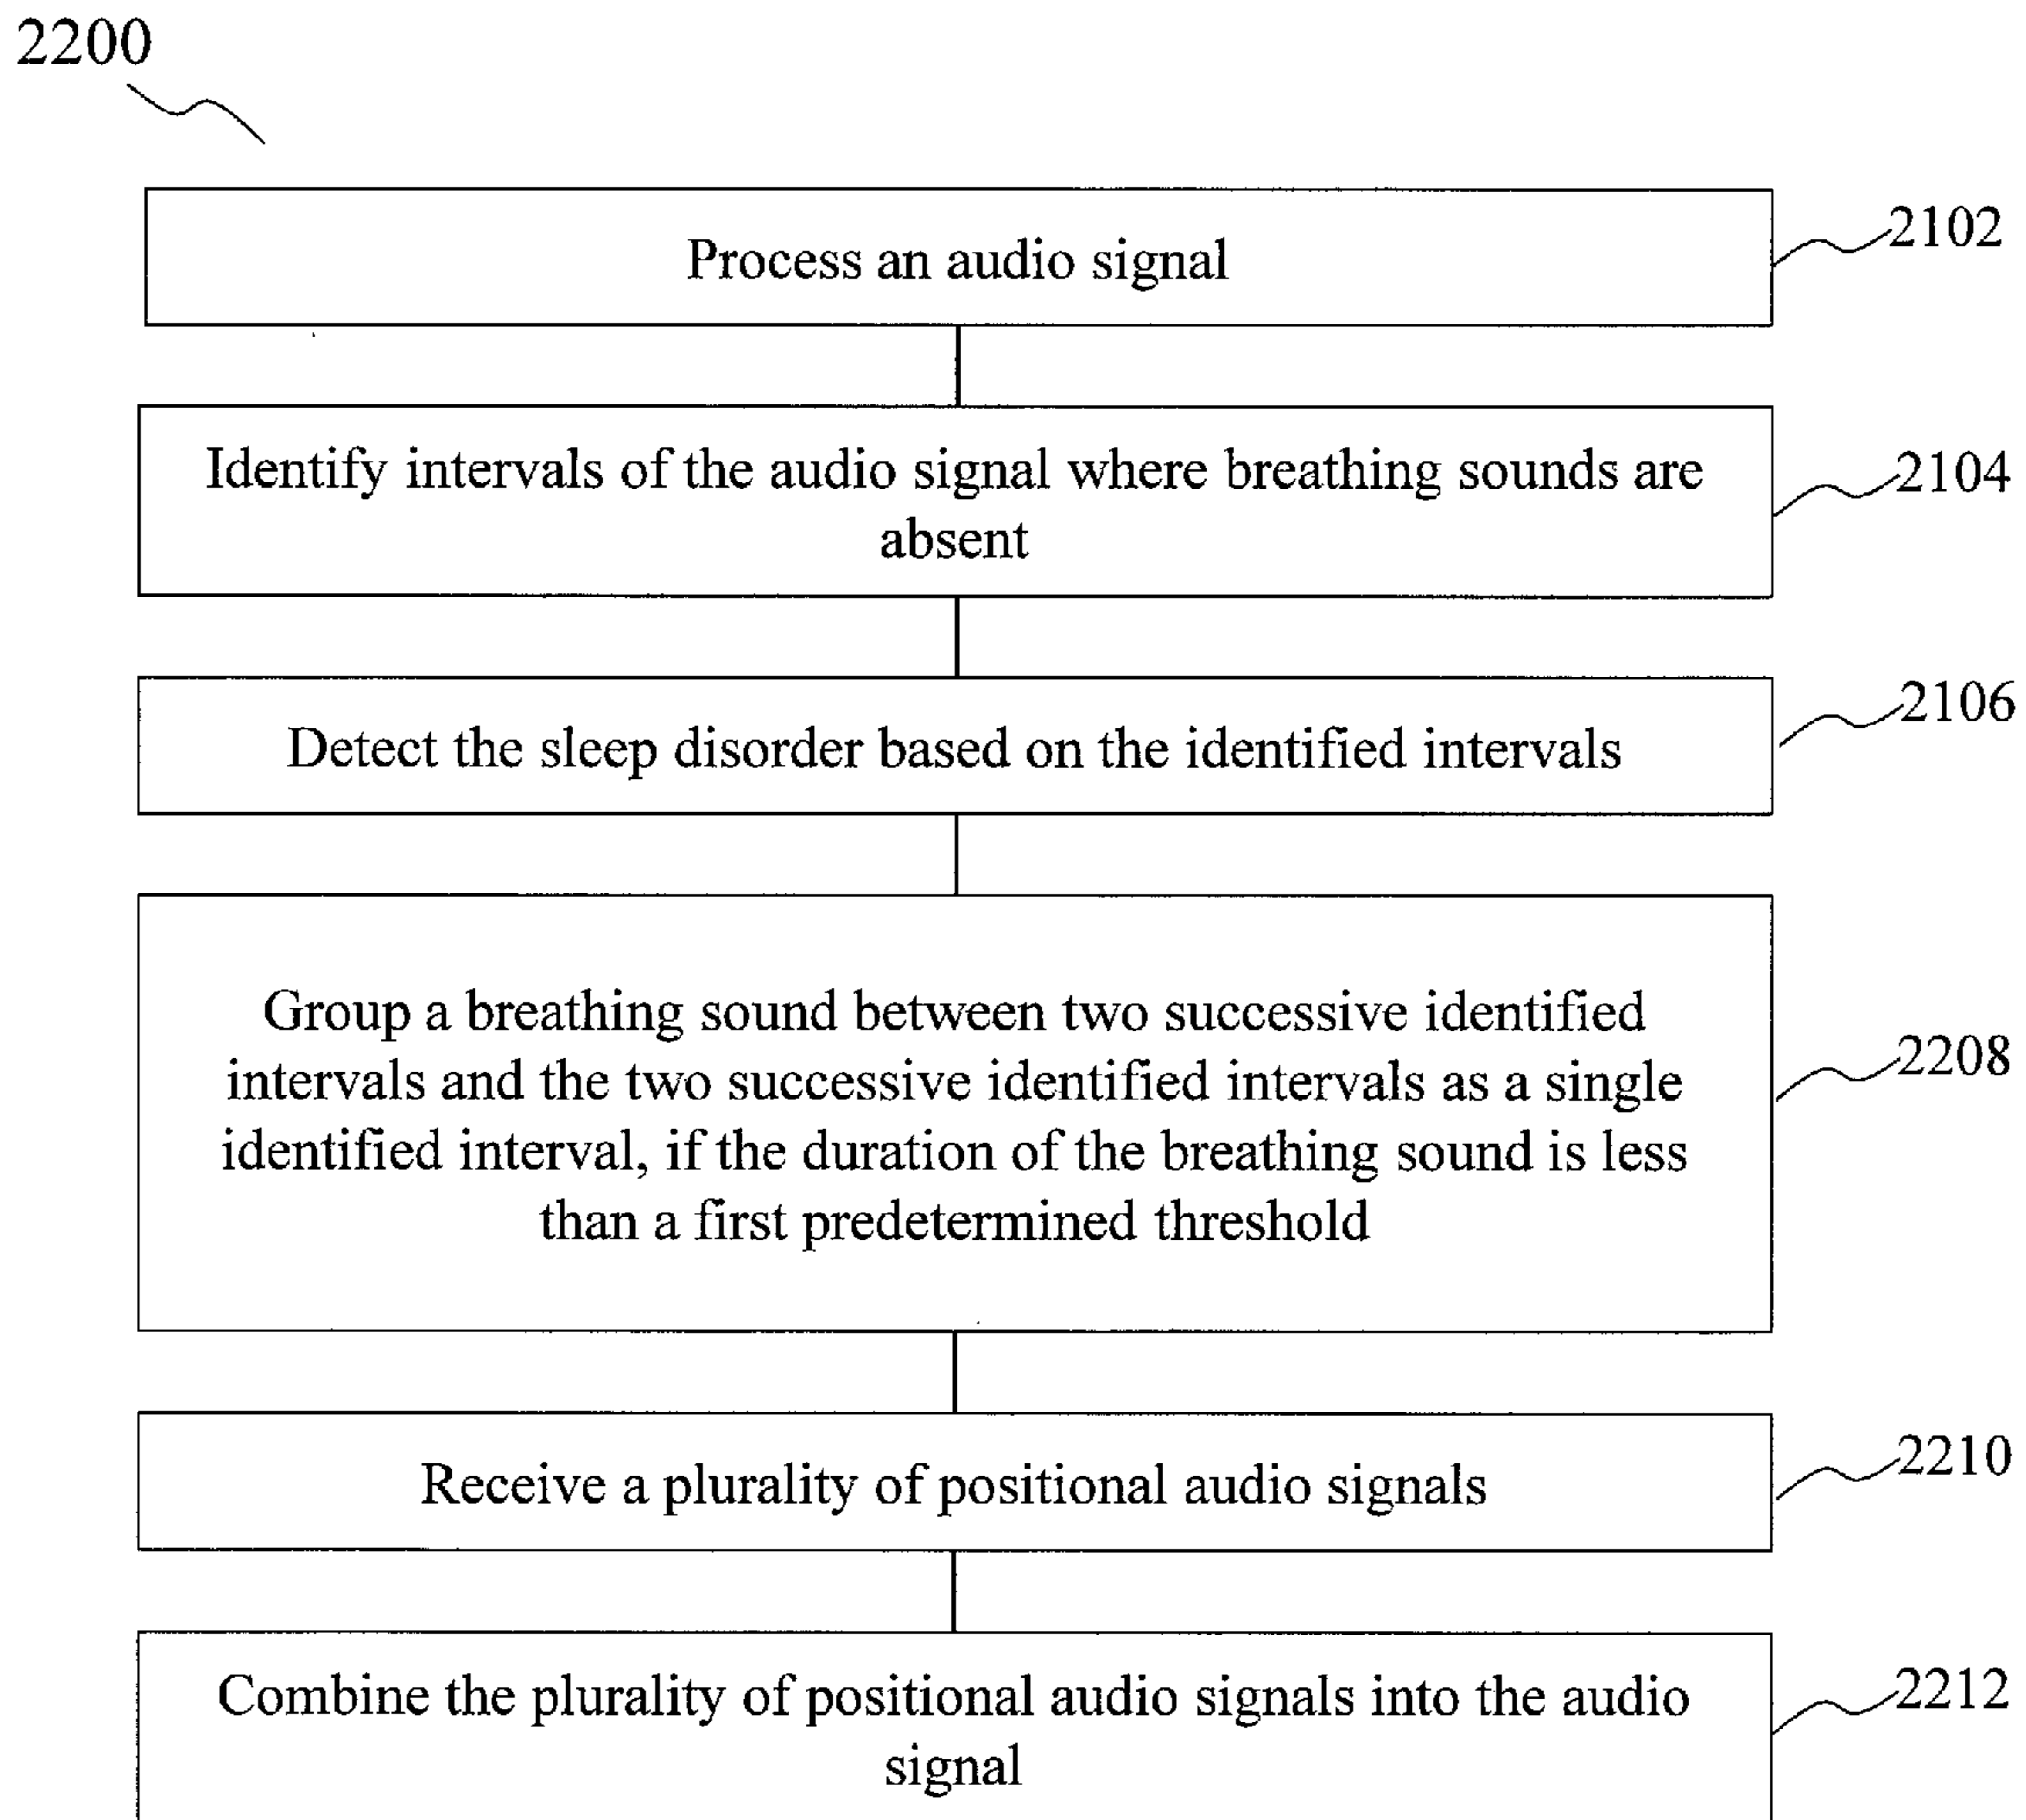 2200
Process an audio signal
2102
Identify intervals of the audio signal where breathing sounds are
absent
2104
Detect the sleep disorder based on the identified intervals
2106
Group a breathing sound between two successive identified
intervals and the two successive identified intervals as a single
identified interval, if the duration of the breathing sound is less
than a first predetermined threshold
2208
Receive a plurality of positional audio signals
2210
Combine the plurality of positional audio signals into the audio
signal
2212